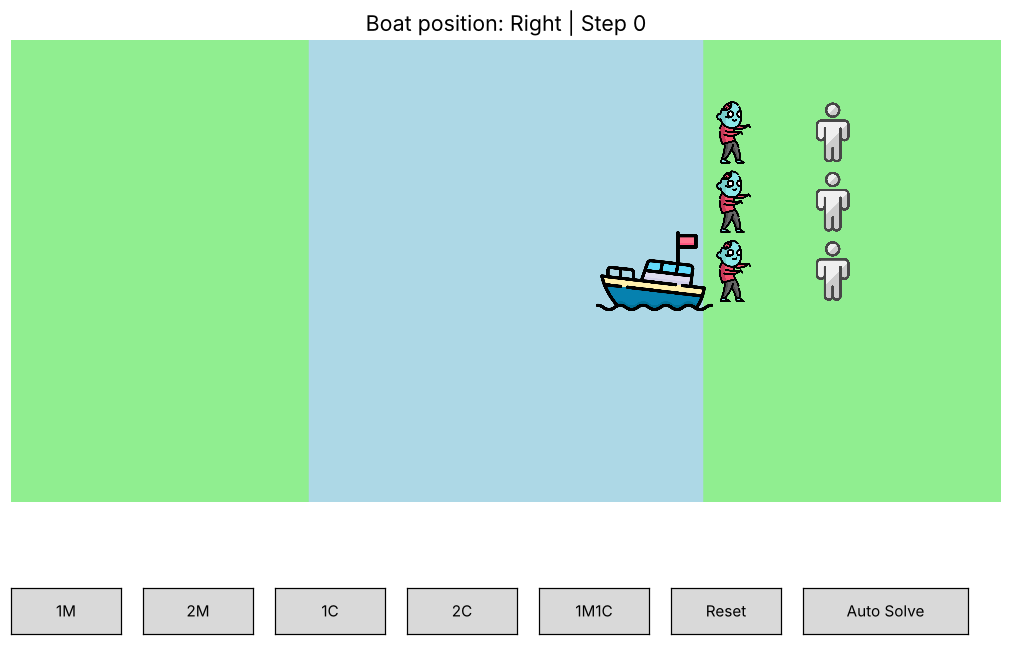 Boat position: Right | Step 0
1M
2M
1C
2C
1M1C
Reset
Auto Solve